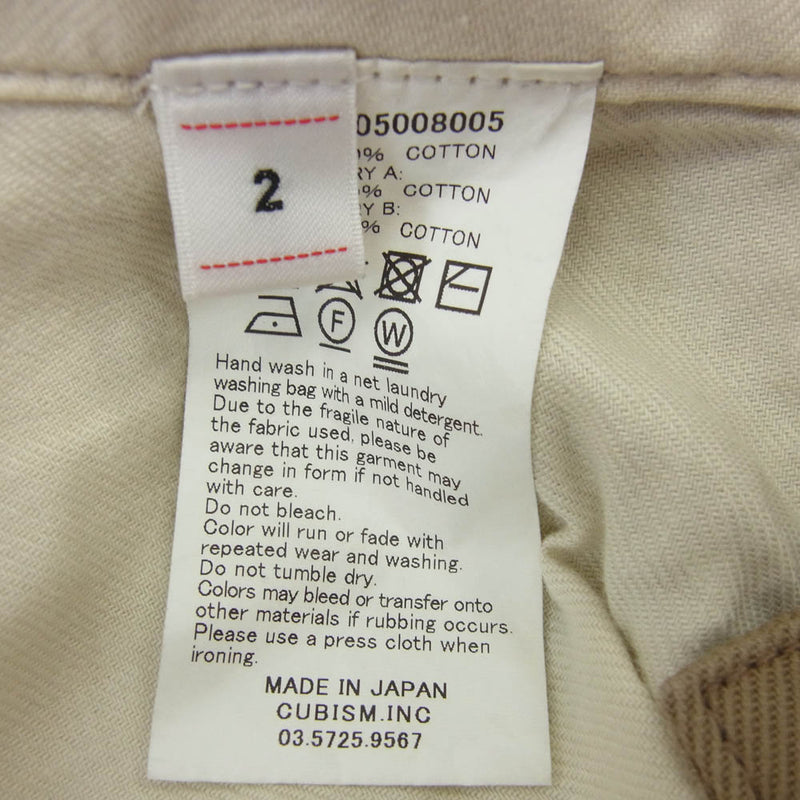 2
05008005
% COTTON
RY A:
% COTTON
Y B:
% COTTON
F
W
Hand wash in a net laundry
washing bag with a mild detergent.
Due to the fragile nature of
the fabric used, please be
aware that this garment may
change in form if not handled
with care.
Do not bleach.
Color will run or fade with
repeated wear and washing.
Do not tumble dry.
Colors may bleed or transfer onto
other materials if rubbing occurs.
Please use a press cloth when
ironing.
MADE IN JAPAN
CUBISM.INC
03.5725.9567